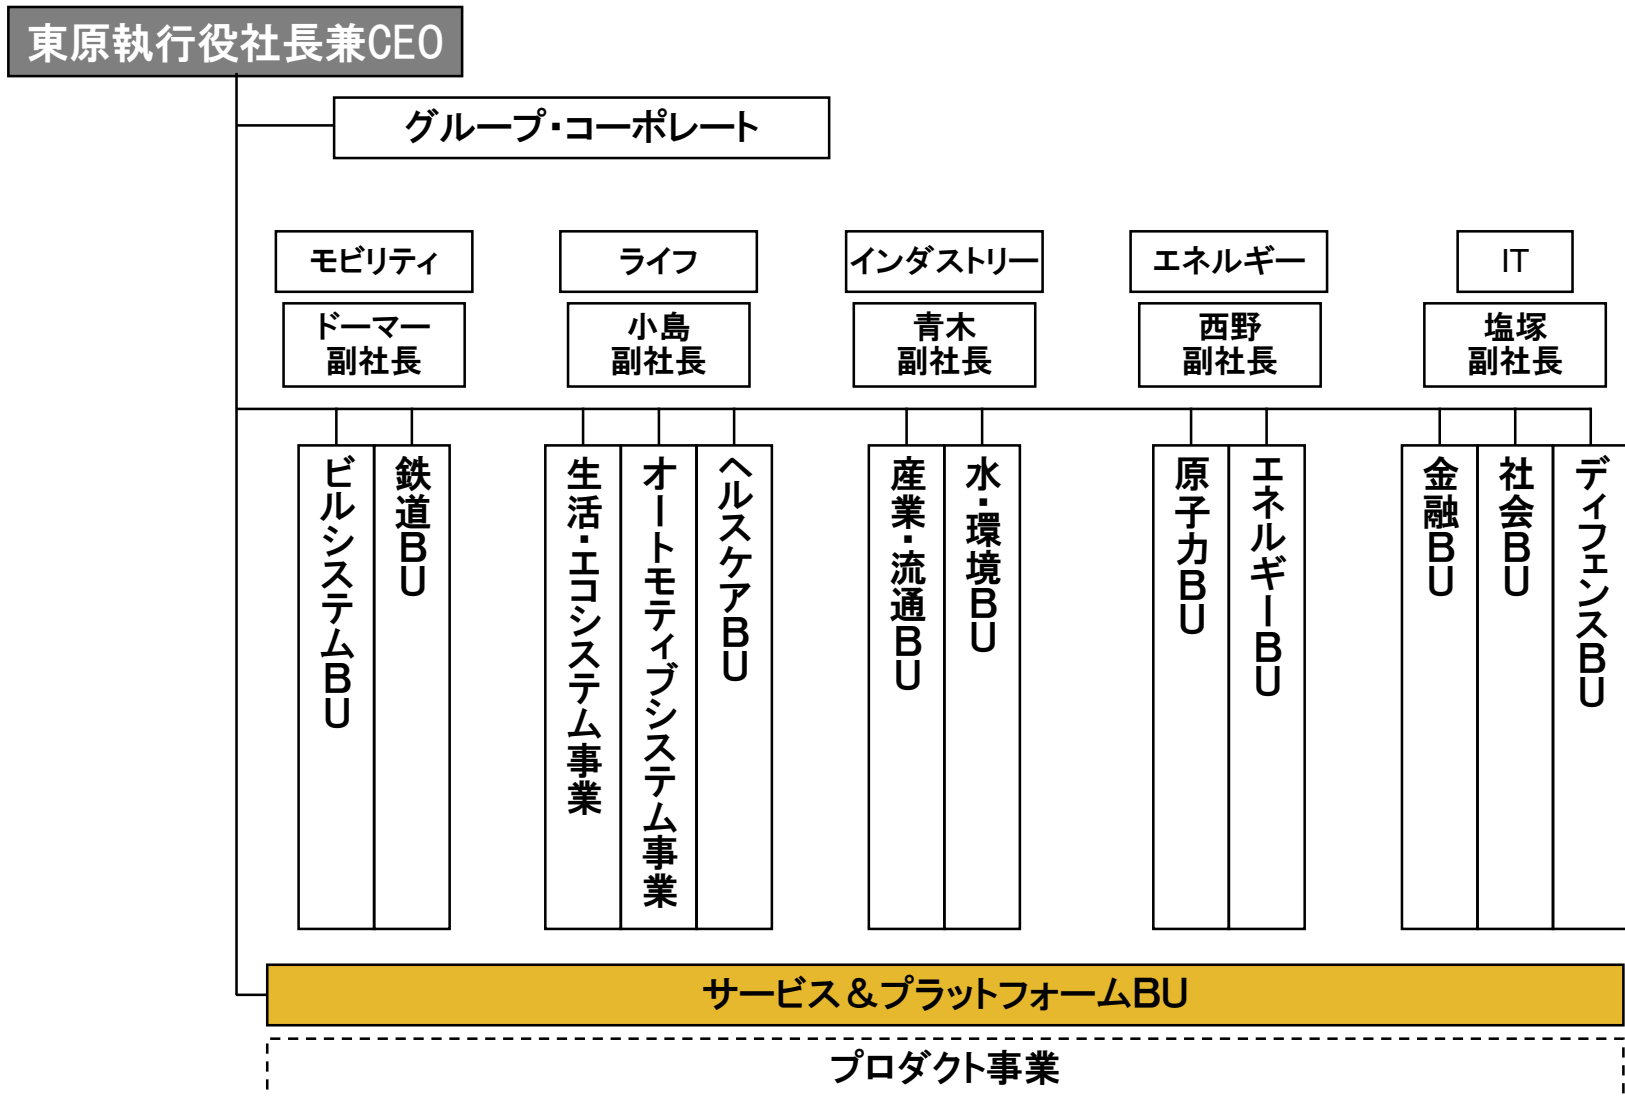 東原執行役社長兼CEO
グループ・コーポレート
モビリティ
ライフ
インダストリー
エネルギー
IT
ドーマー
副社長
小島
副社長
青木
副社長
西野
副社長
塩塚
副社長
ビルシステムBU
鉄道BU
生活・エコシステム事業
オートモティブシステム事業
ヘルスケアBU
産業・流通BU
水・環境BU
原子力BU
エネルギーBU
金融BU
社会BU
ディフェンスBU
サービス&プラットフォームBU
プロダクト事業